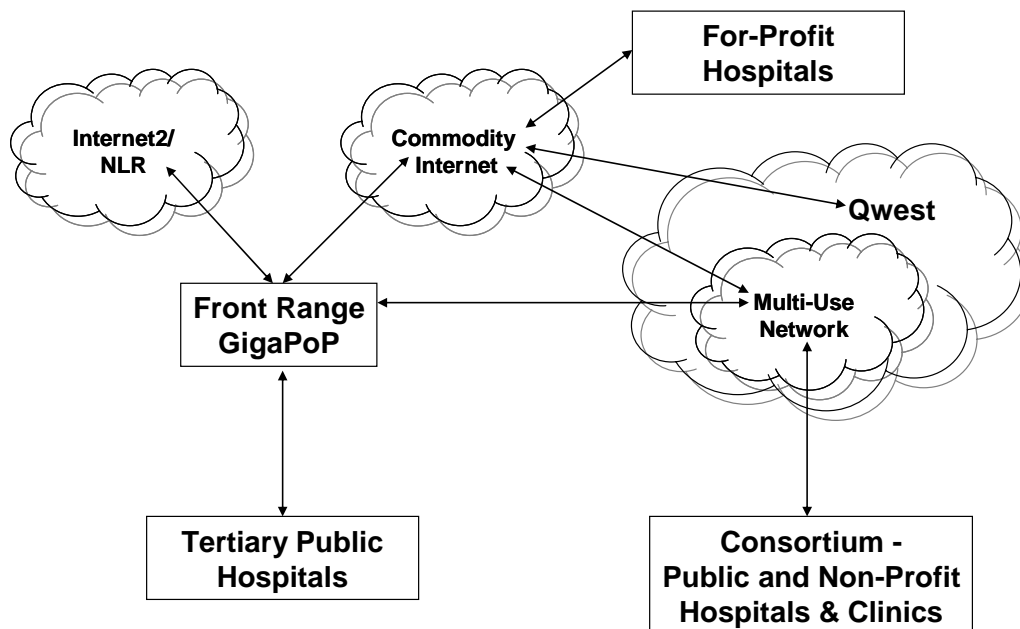 For-Profit
Hospitals
Internet2/
NLR
Commodity
Internet
Qwest
Front Range
GigaPoP
Multi-Use
Network
Tertiary Public
Hospitals
Consortium -
Public and Non-Profit
Hospitals & Clinics